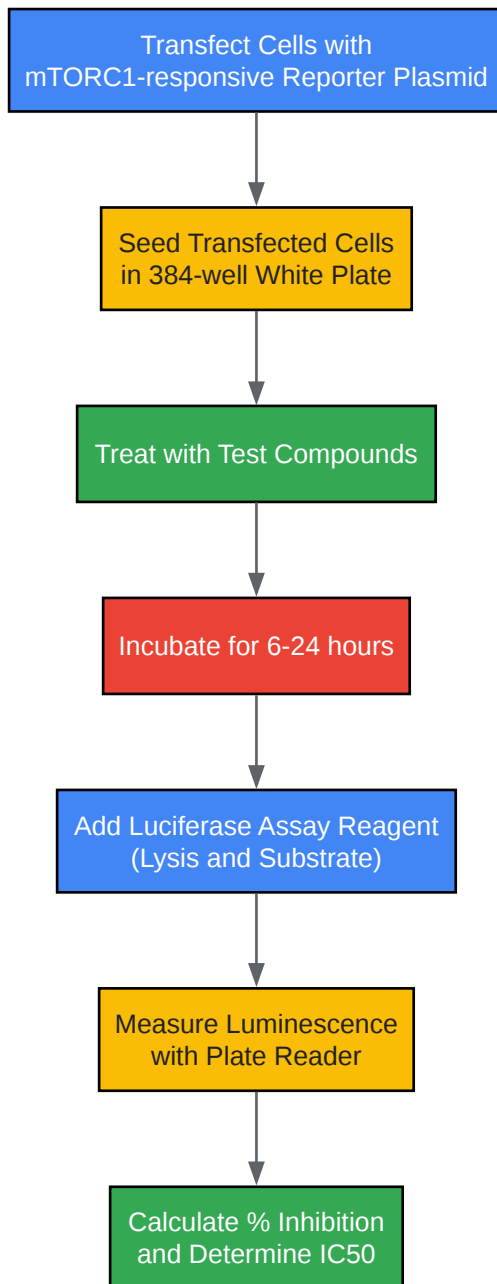 Transfect Cells with
mTORC1-responsive Reporter Plasmid
Seed Transfected Cells
in 384-well White Plate
Treat with Test Compounds
Incubate for 6-24 hours
Add Luciferase Assay Reagent
(Lysis and Substrate)
Measure Luminescence
with Plate Reader
Calculate % Inhibition
and Determine IC50